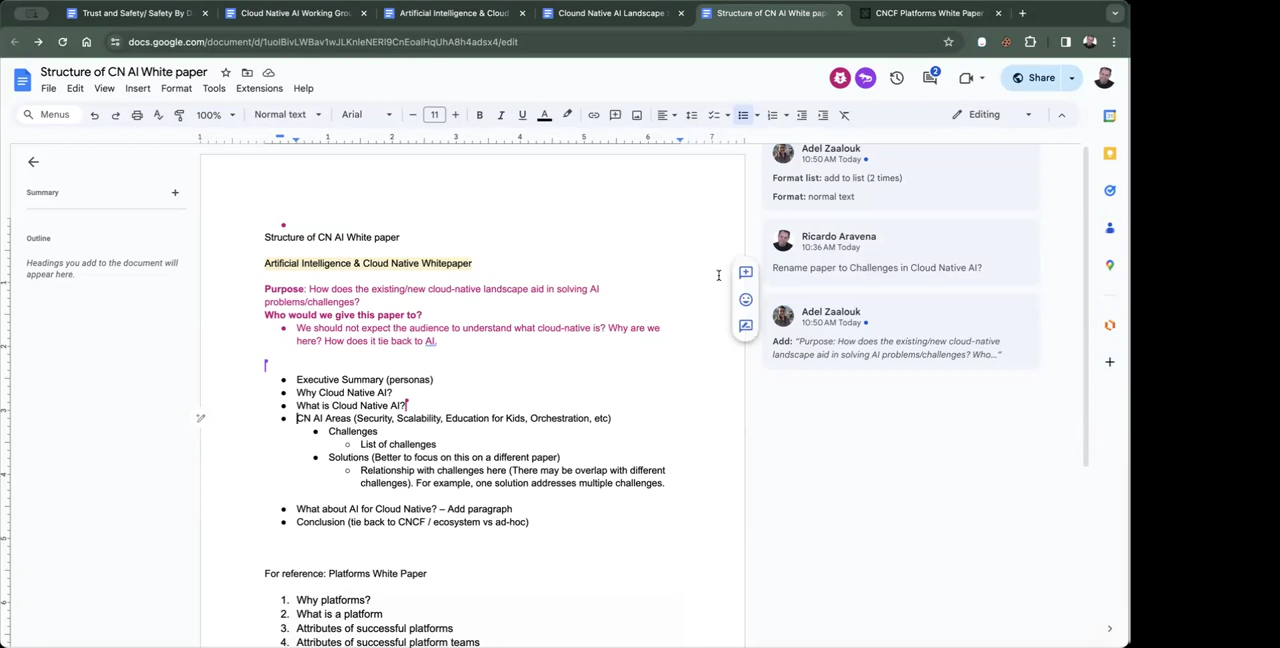 Trust and Safety/ Safety By D
Cloud Native AI Working Gro
Artificial Intelligence & Cloud
Clound Native AI Landscape
Structure of CN AI White pap
CNCF Platforms White Paper
docs.google.com/document/d/1uoIBivLWBav1wJLKnleNERl9CnEoalHqUhA8h4adsx4/edit
Structure of CN AI White paper
File Edit View Insert Format Tools Extensions Help
2
Share
Menus
100%
Normal text
Arial
11
Editing
1 1 2 3 4 5 6 7
Summary
Outline
Headings you add to the document will
appear here.
Structure of CN AI White paper
Artificial Intelligence & Cloud Native Whitepaper
Purpose: How does the existing/new cloud-native landscape aid in solving AI
problems/challenges?
Who would we give this paper to?
● We should not expect the audience to understand what cloud-native is? Why are we
here? How does it tie back to AI.
● Executive Summary (personas)
● Why Cloud Native AI?
● What is Cloud Native AI?
● CN AI Areas (Security, Scalability, Education for Kids, Orchestration, etc)
● Challenges
○ List of challenges
● Solutions (Better to focus on this on a different paper)
○ Relationship with challenges here (There may be overlap with different
challenges). For example, one solution addresses multiple challenges.
● What about AI for Cloud Native? – Add paragraph
● Conclusion (tie back to CNCF / ecosystem vs ad-hoc)
For reference: Platforms White Paper
1. Why platforms?
2. What is a platform
3. Attributes of successful platforms
4. Attributes of successful platform teams
Adel Zaalouk
10:50 AM Today
Format list: add to list (2 times)
Format: normal text
Ricardo Aravena
10:36 AM Today
Rename paper to Challenges in Cloud Native AI?
Adel Zaalouk
10:50 AM Today
Add: “Purpose: How does the existing/new cloud-native
landscape aid in solving AI problems/challenges? Who...”